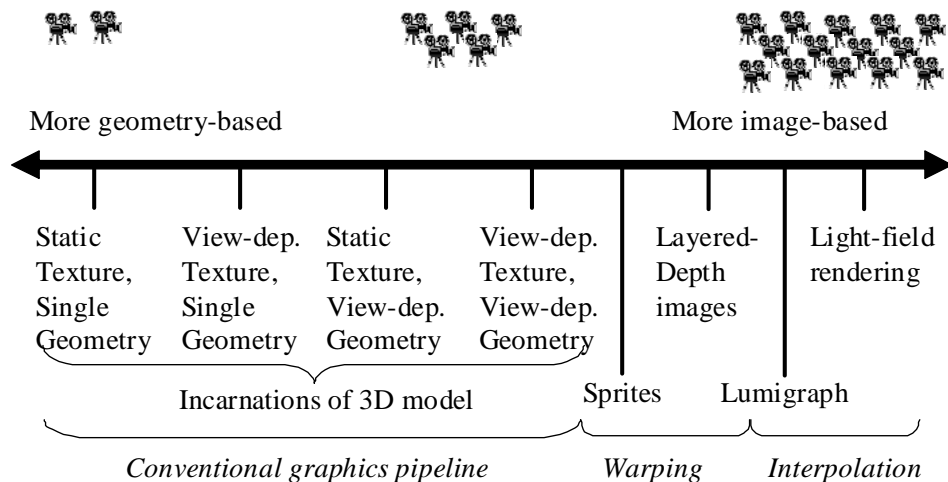 More geometry-based
More image-based
Static
Texture,
Single
Geometry
View-dep.
Texture,
Single
Geometry
Static
Texture,
View-dep.
Geometry
View-dep.
Texture,
View-dep.
Geometry
Sprites
Layered-
Depth
images
Lumigraph
Light-field
rendering
Incarnations of 3D model
Conventional graphics pipeline
Warping
Interpolation